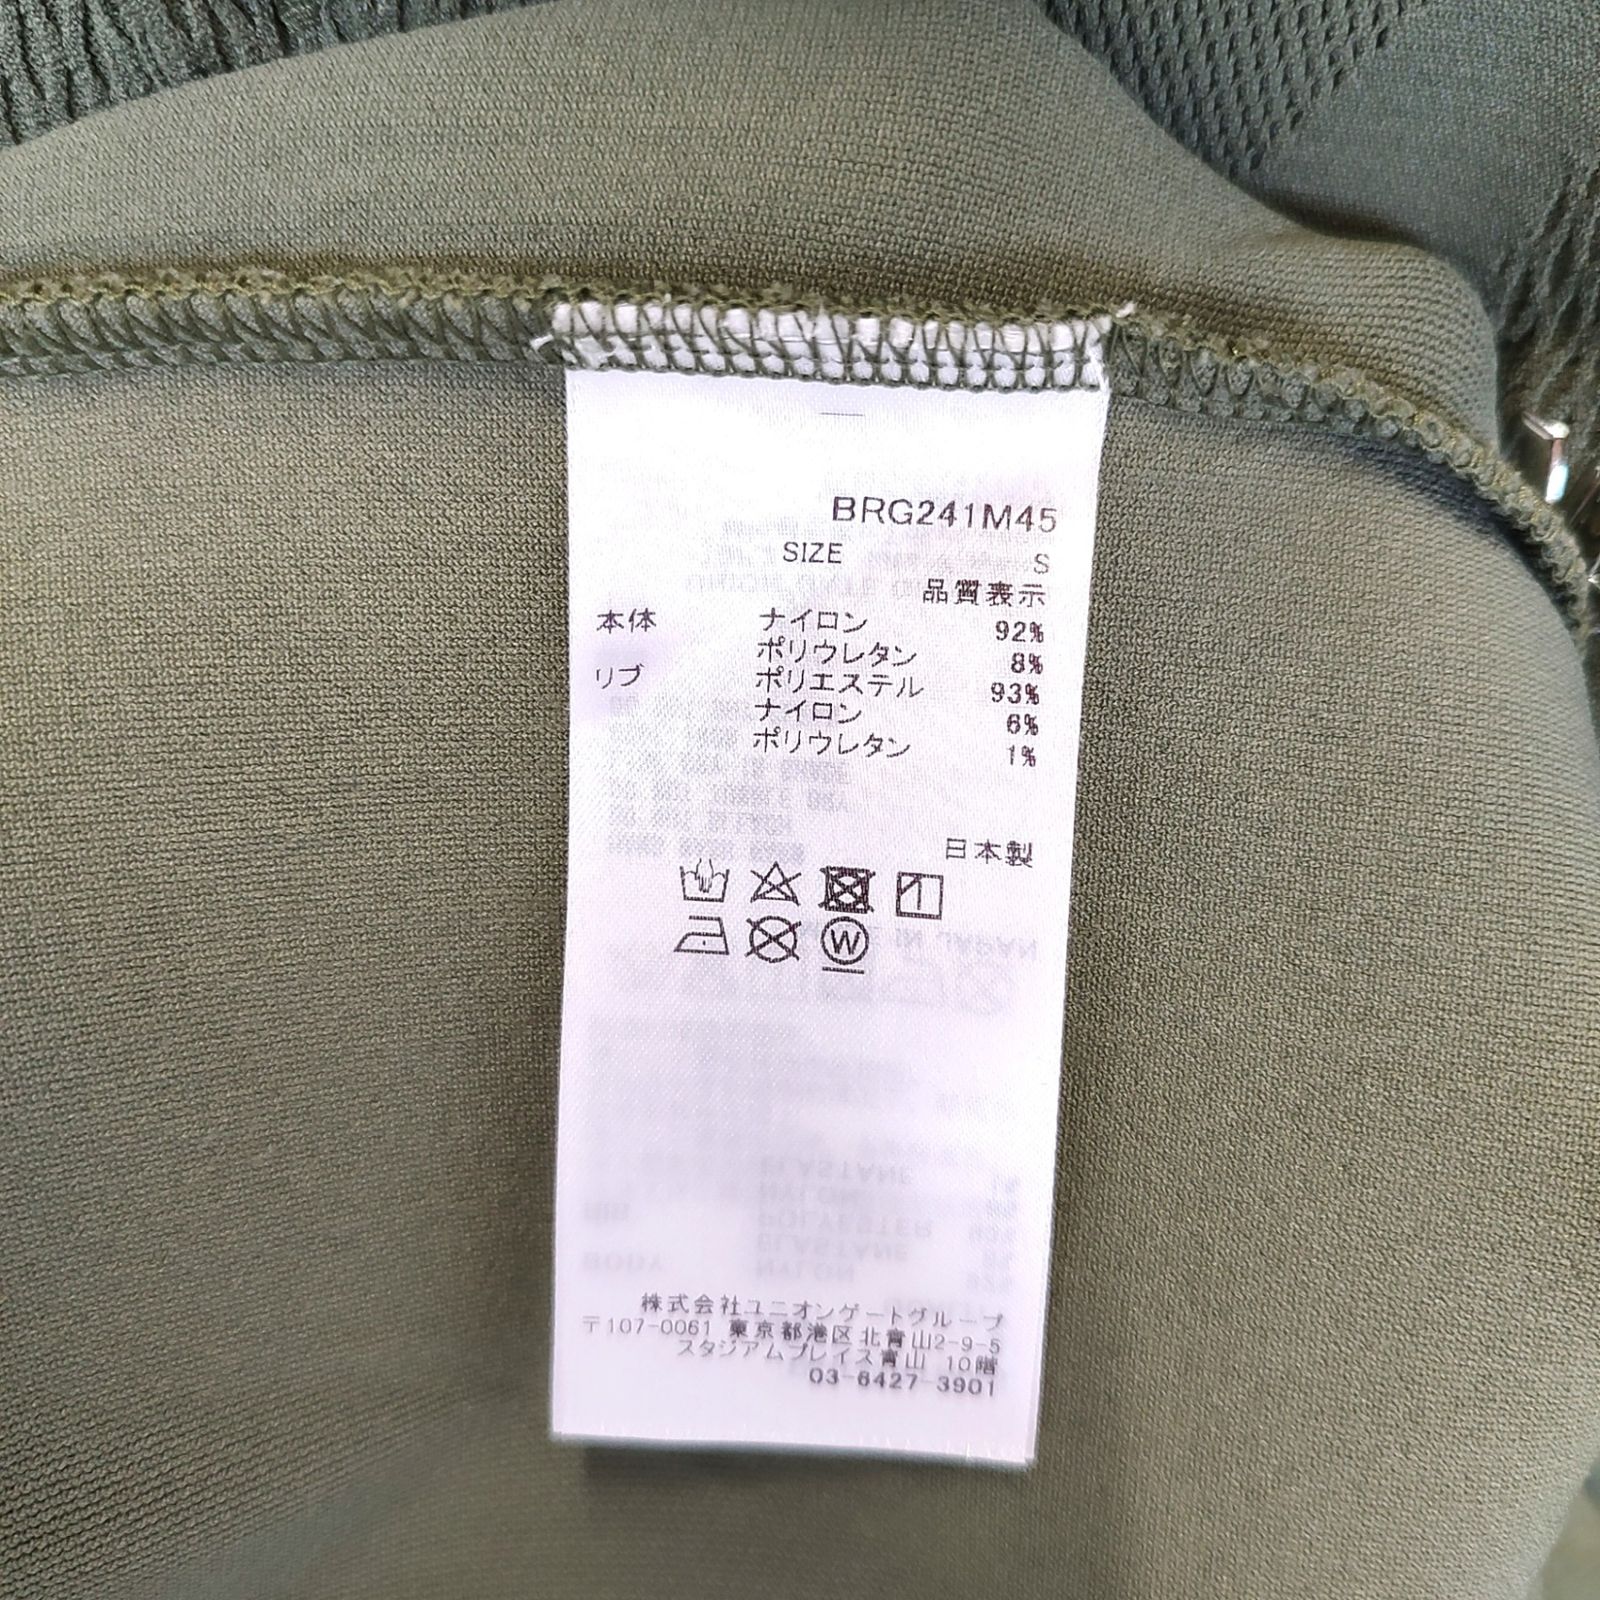 BRG241M45
SIZE S
品質表示
本体 ナイロン 92%
ポリウレタン 8%
リブ ポリエステル 93%
ナイロン 6%
ポリウレタン 1%
日本製
W
株式会社ユニオンゲートグループ
〒107-0061 東京都港区北青山2-9-5
スタジアムプレイス青山 10階
03-6427-3901